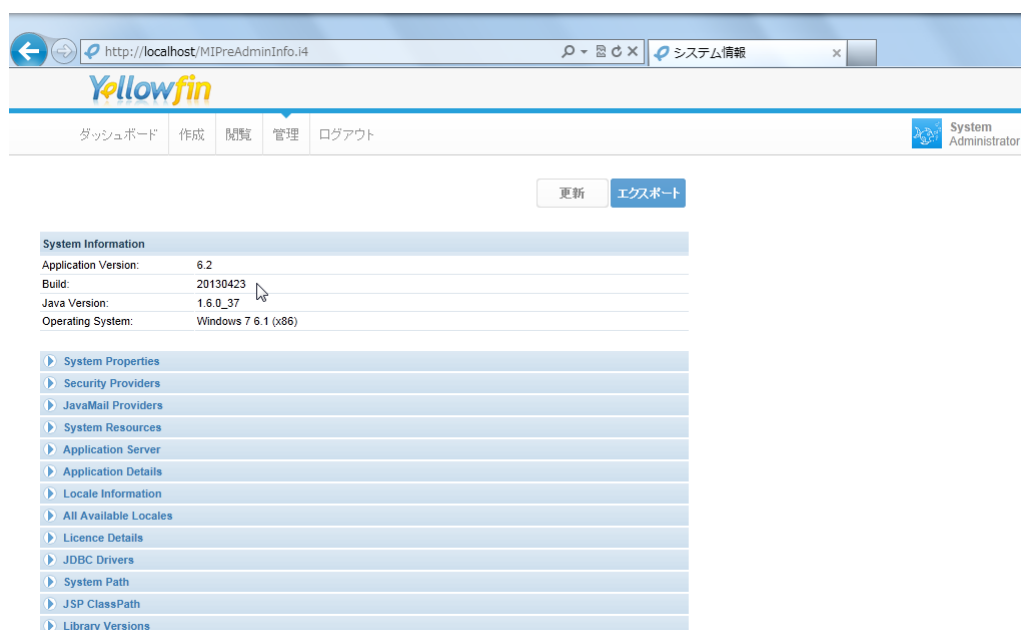 http://localhost/MIPreAdminInfo.i4
システム情報
Yellowfin
ダッシュボード 作成 閲覧 管理 ログアウト
System
Administrator
更新 エクスポート
System Information
Application Version: 6.2
Build: 20130423
Java Version: 1.6.0_37
Operating System: Windows 7 6.1 (x86)
System Properties
Security Providers
JavaMail Providers
System Resources
Application Server
Application Details
Locale Information
All Available Locales
Licence Details
JDBC Drivers
System Path
JSP ClassPath
Library Versions